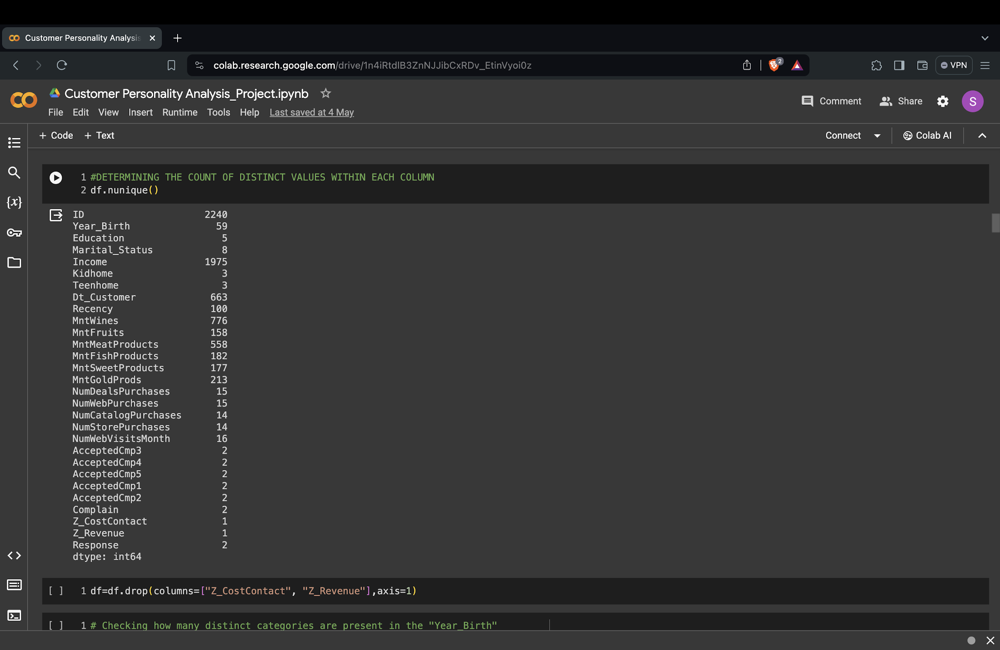 Customer Personality Analysis
colab.research.google.com/drive/1n4iRtdIB3ZnNJJibCxRDv_EtinVyoi0z
2
VPN
Customer Personality Analysis_Project.ipynb
Comment
Share
S
File Edit View Insert Runtime Tools Help Last saved at 4 May
+ Code + Text
Connect
Colab AI
1 #DETERMINING THE COUNT OF DISTINCT VALUES WITHIN EACH COLUMN
2 df.nunique()
{x}
ID 2240
Year_Birth 59
Education 5
Marital_Status 8
Income 1975
Kidhome 3
Teenhome 3
Dt_Customer 663
Recency 100
MntWines 776
MntFruits 158
MntMeatProducts 558
MntFishProducts 182
MntSweetProducts 177
MntGoldProds 213
NumDealsPurchases 15
NumWebPurchases 15
NumCatalogPurchases 14
NumStorePurchases 14
NumWebVisitsMonth 16
AcceptedCmp3 2
AcceptedCmp4 2
AcceptedCmp5 2
AcceptedCmp1 2
AcceptedCmp2 2
Complain 2
Z_CostContact 1
Z_Revenue 1
Response 2
dtype: int64
[ ] 1 df=df.drop(columns=["Z_CostContact", "Z_Revenue"],axis=1)
[ ] 1 # Checking how many distinct categories are present in the "Year_Birth"